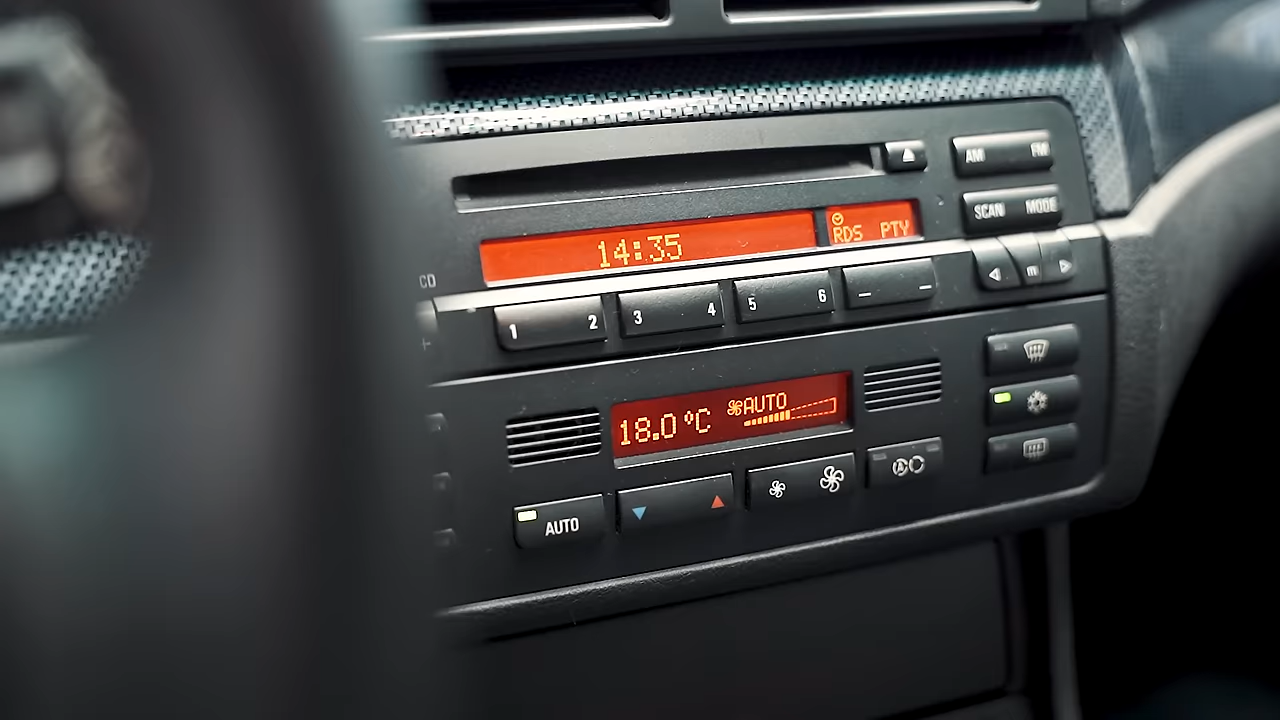 AM FM
SCAN MODE
14:35
RDS PTY
CD
m
1 2 3 4 5 6
18.0 °C AUTO
AUTO